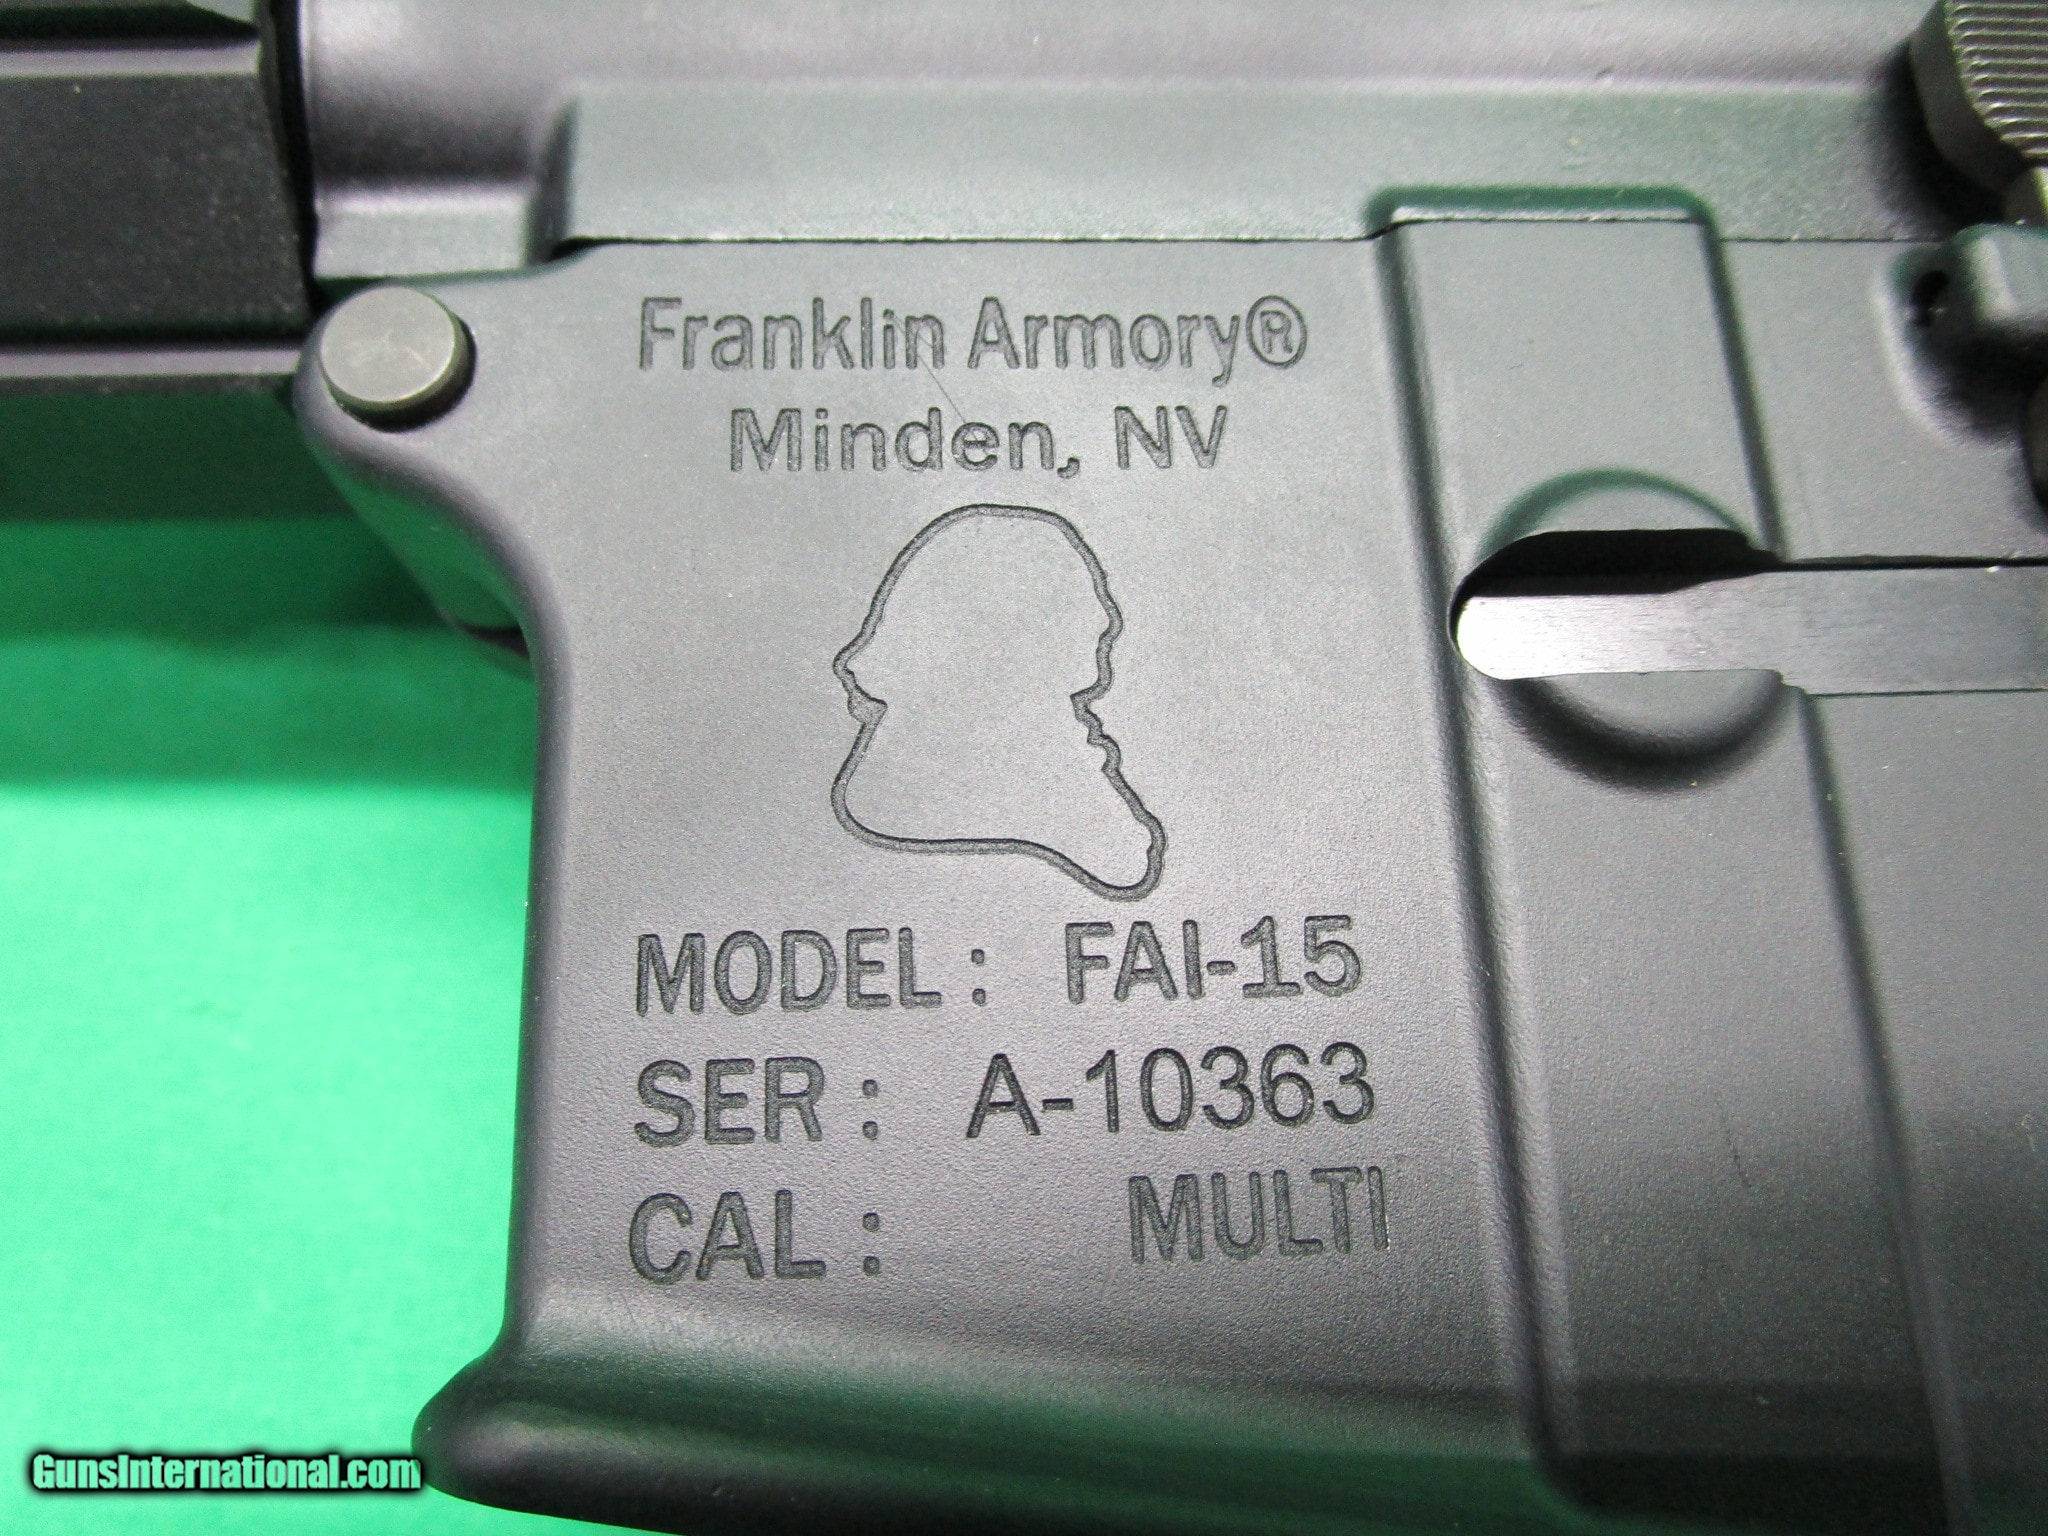 Franklin Armory®
Minden, NV
MODEL: FAI-15
SER: A-10363
CAL: MULTI
GunsInternational.com